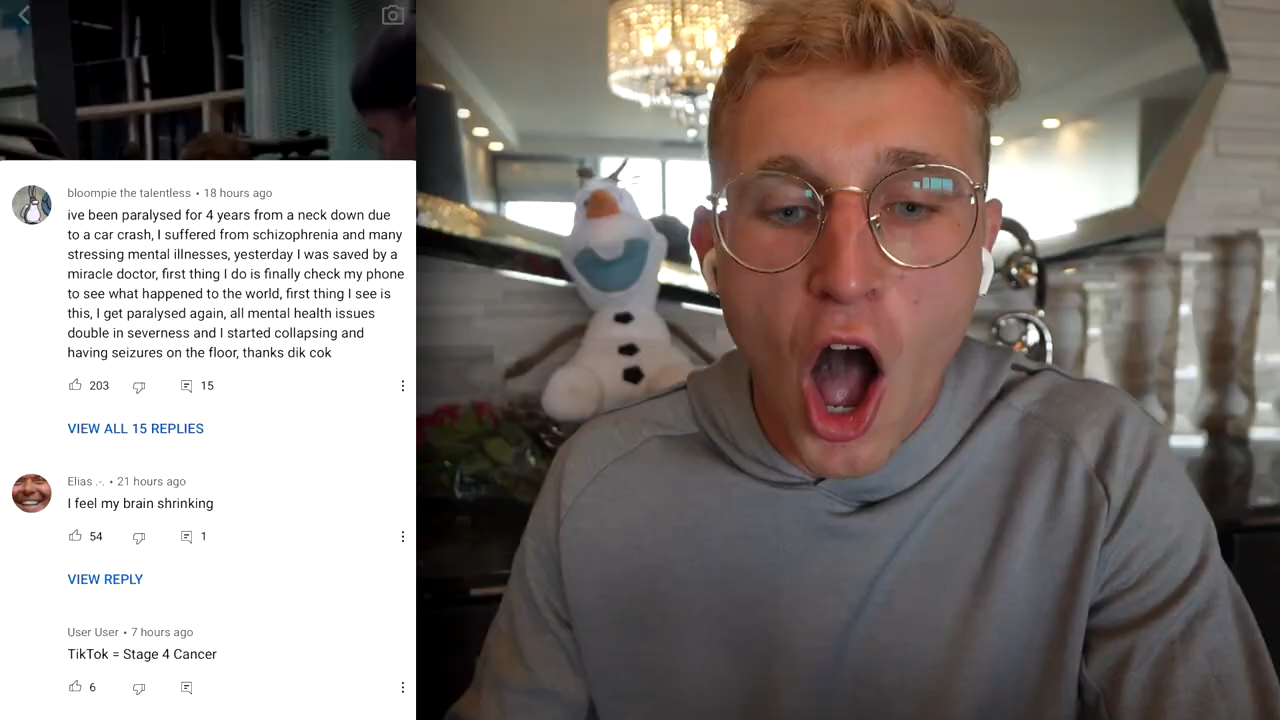 bloompie the talentless • 18 hours ago
ive been paralysed for 4 years from a neck down due
to a car crash, I suffered from schizophrenia and many
stressing mental illnesses, yesterday I was saved by a
miracle doctor, first thing I do is finally check my phone
to see what happened to the world, first thing I see is
this, I get paralysed again, all mental health issues
double in severness and I started collapsing and
having seizures on the floor, thanks dik cok
203
15
VIEW ALL 15 REPLIES
Elias .-. • 21 hours ago
I feel my brain shrinking
54
1
VIEW REPLY
User User • 7 hours ago
TikTok = Stage 4 Cancer
6